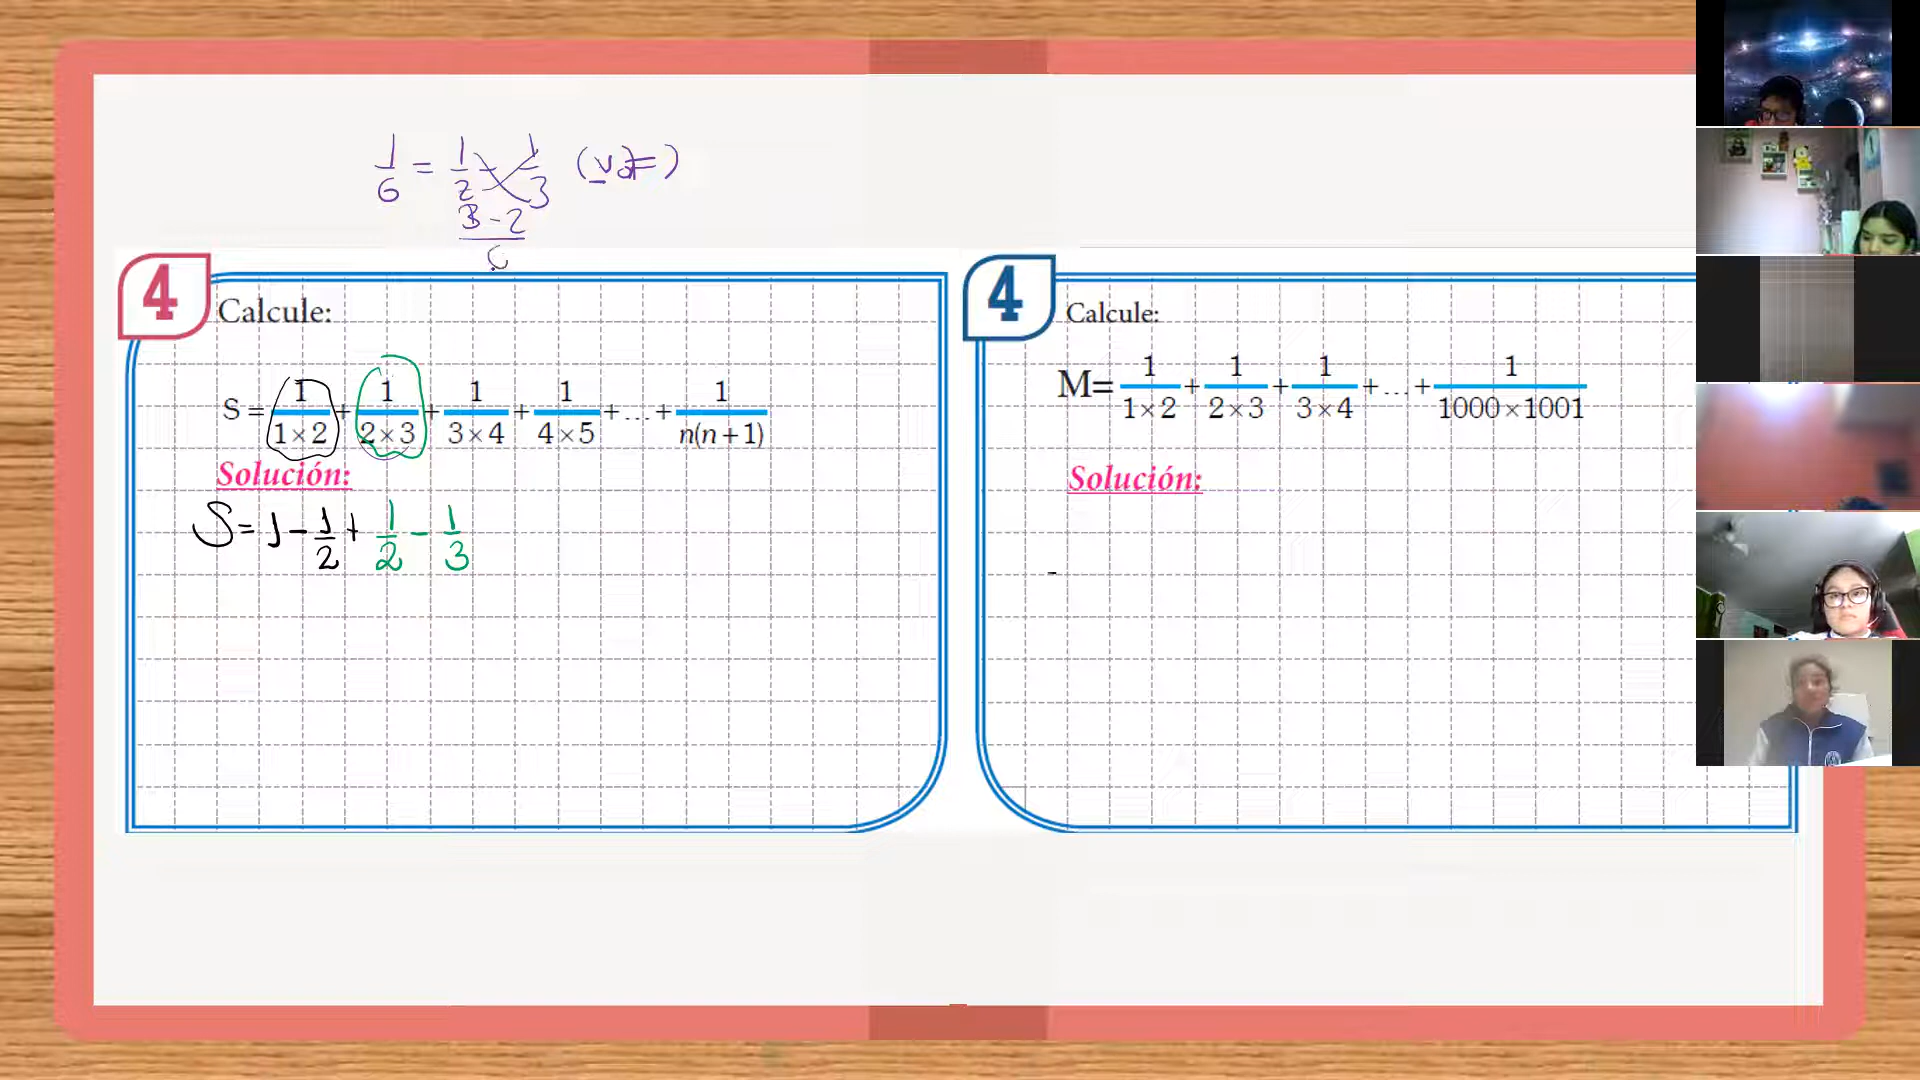 1/6 = 1/2 - 1/3 (V o F)
3-2
6
4
Calcule:
S = 1/(1×2) + 1/(2×3) + 1/(3×4) + 1/(4×5) + ... + 1/(n(n+1))
Solución:
S = 1 - 1/2 + 1/2 - 1/3
4
Calcule:
M= 1/(1×2) + 1/(2×3) + 1/(3×4) + ... + 1/(1000×1001)
Solución: